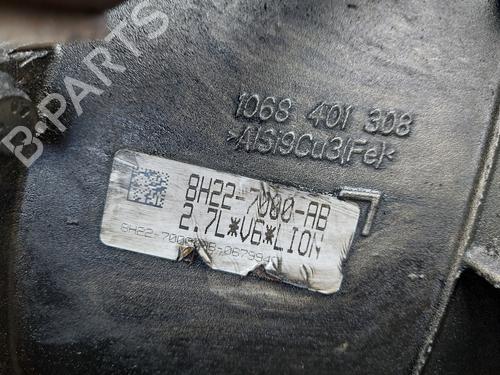 1068 401 308
>AlSi9Cu3(Fe)<
8H22-7000-AB
2.7L*V6*LION
B-PARTS